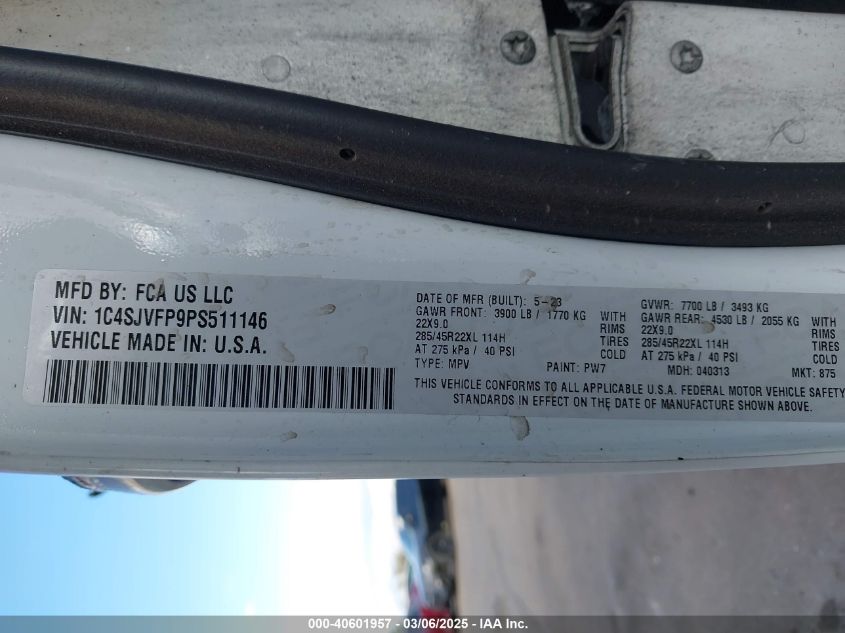 MFD BY: FCA US LLC
VIN: 1C4SJVFP9PS511146
VEHICLE MADE IN: U.S.A.
DATE OF MFR (BUILT): 5-23 GVWR: 7700 LB / 3493 KG
GAWR FRONT: 3900 LB / 1770 KG WITH GAWR REAR: 4530 LB / 2055 KG WITH
22X9.0 RIMS 22X9.0 RIMS
285/45R22XL 114H TIRES 285/45R22XL 114H TIRES
AT 275 kPa / 40 PSI COLD AT 275 kPa / 40 PSI COLD
TYPE: MPV PAINT: PW7 MDH: 040313 MKT: 875
THIS VEHICLE CONFORMS TO ALL APPLICABLE U.S.A. FEDERAL MOTOR VEHICLE SAFETY
STANDARDS IN EFFECT ON THE DATE OF MANUFACTURE SHOWN ABOVE.
000-40601957 - 03/06/2025 - IAA Inc.